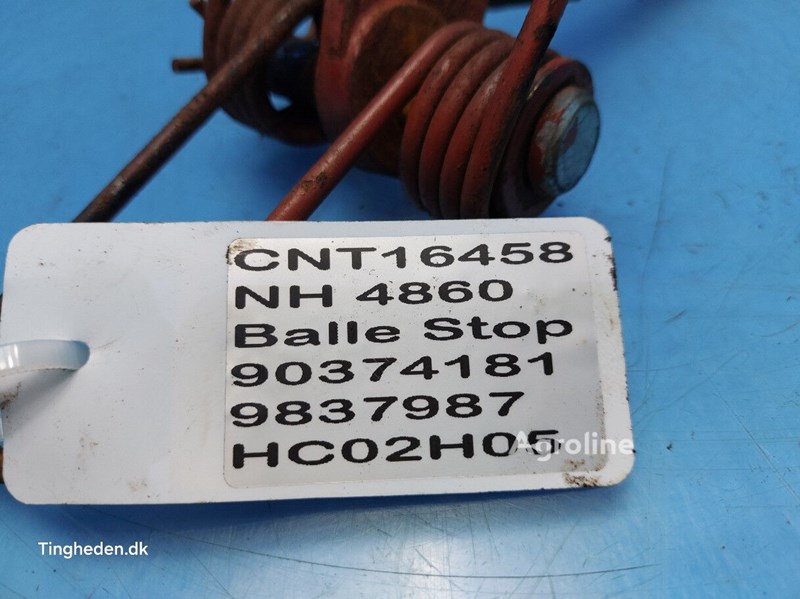 CNT16458
NH 4860
Balle Stop
90374181
9837987
HC02H05
Agroline
Tingheden.dk